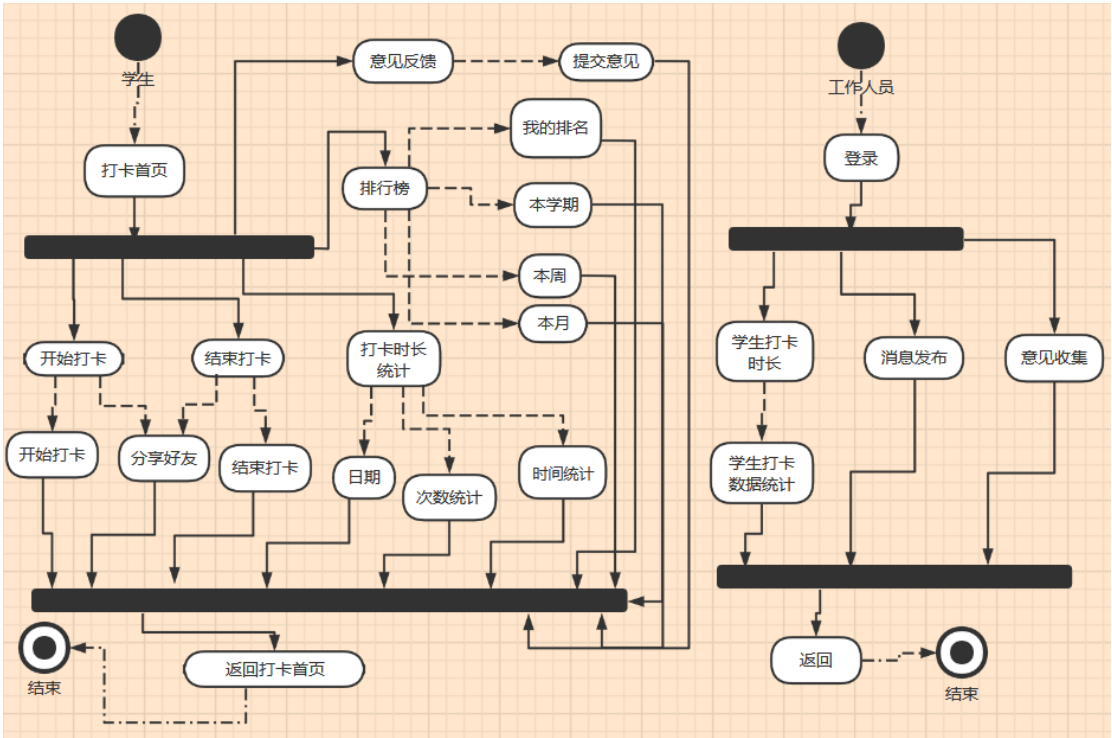 学生
打卡首页
意见反馈
提交意见
我的排名
排行榜
本学期
本周
本月
开始打卡
结束打卡
打卡时长
统计
开始打卡
分享好友
结束打卡
日期
次数统计
时间统计
返回打卡首页
结束
工作人员
登录
学生打卡
时长
消息发布
意见收集
学生打卡
数据统计
返回
结束